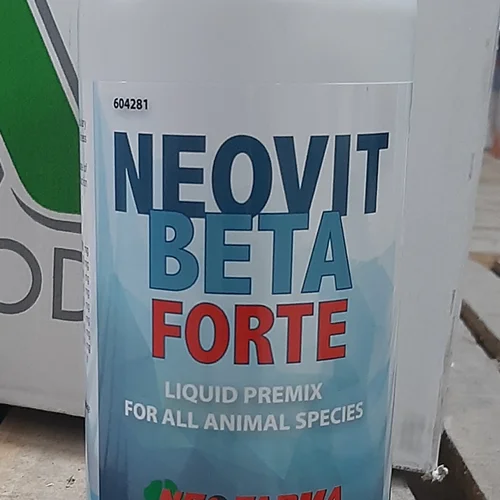 604281
NEOVIT
BETA
FORTE
LIQUID PREMIX
FOR ALL ANIMAL SPECIES